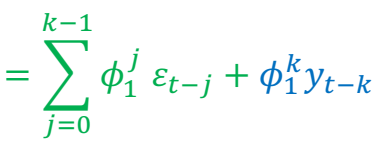 = \sum_{j=0}^{k-1} \phi_1^j \varepsilon_{t-j} + \phi_1^k y_{t-k}